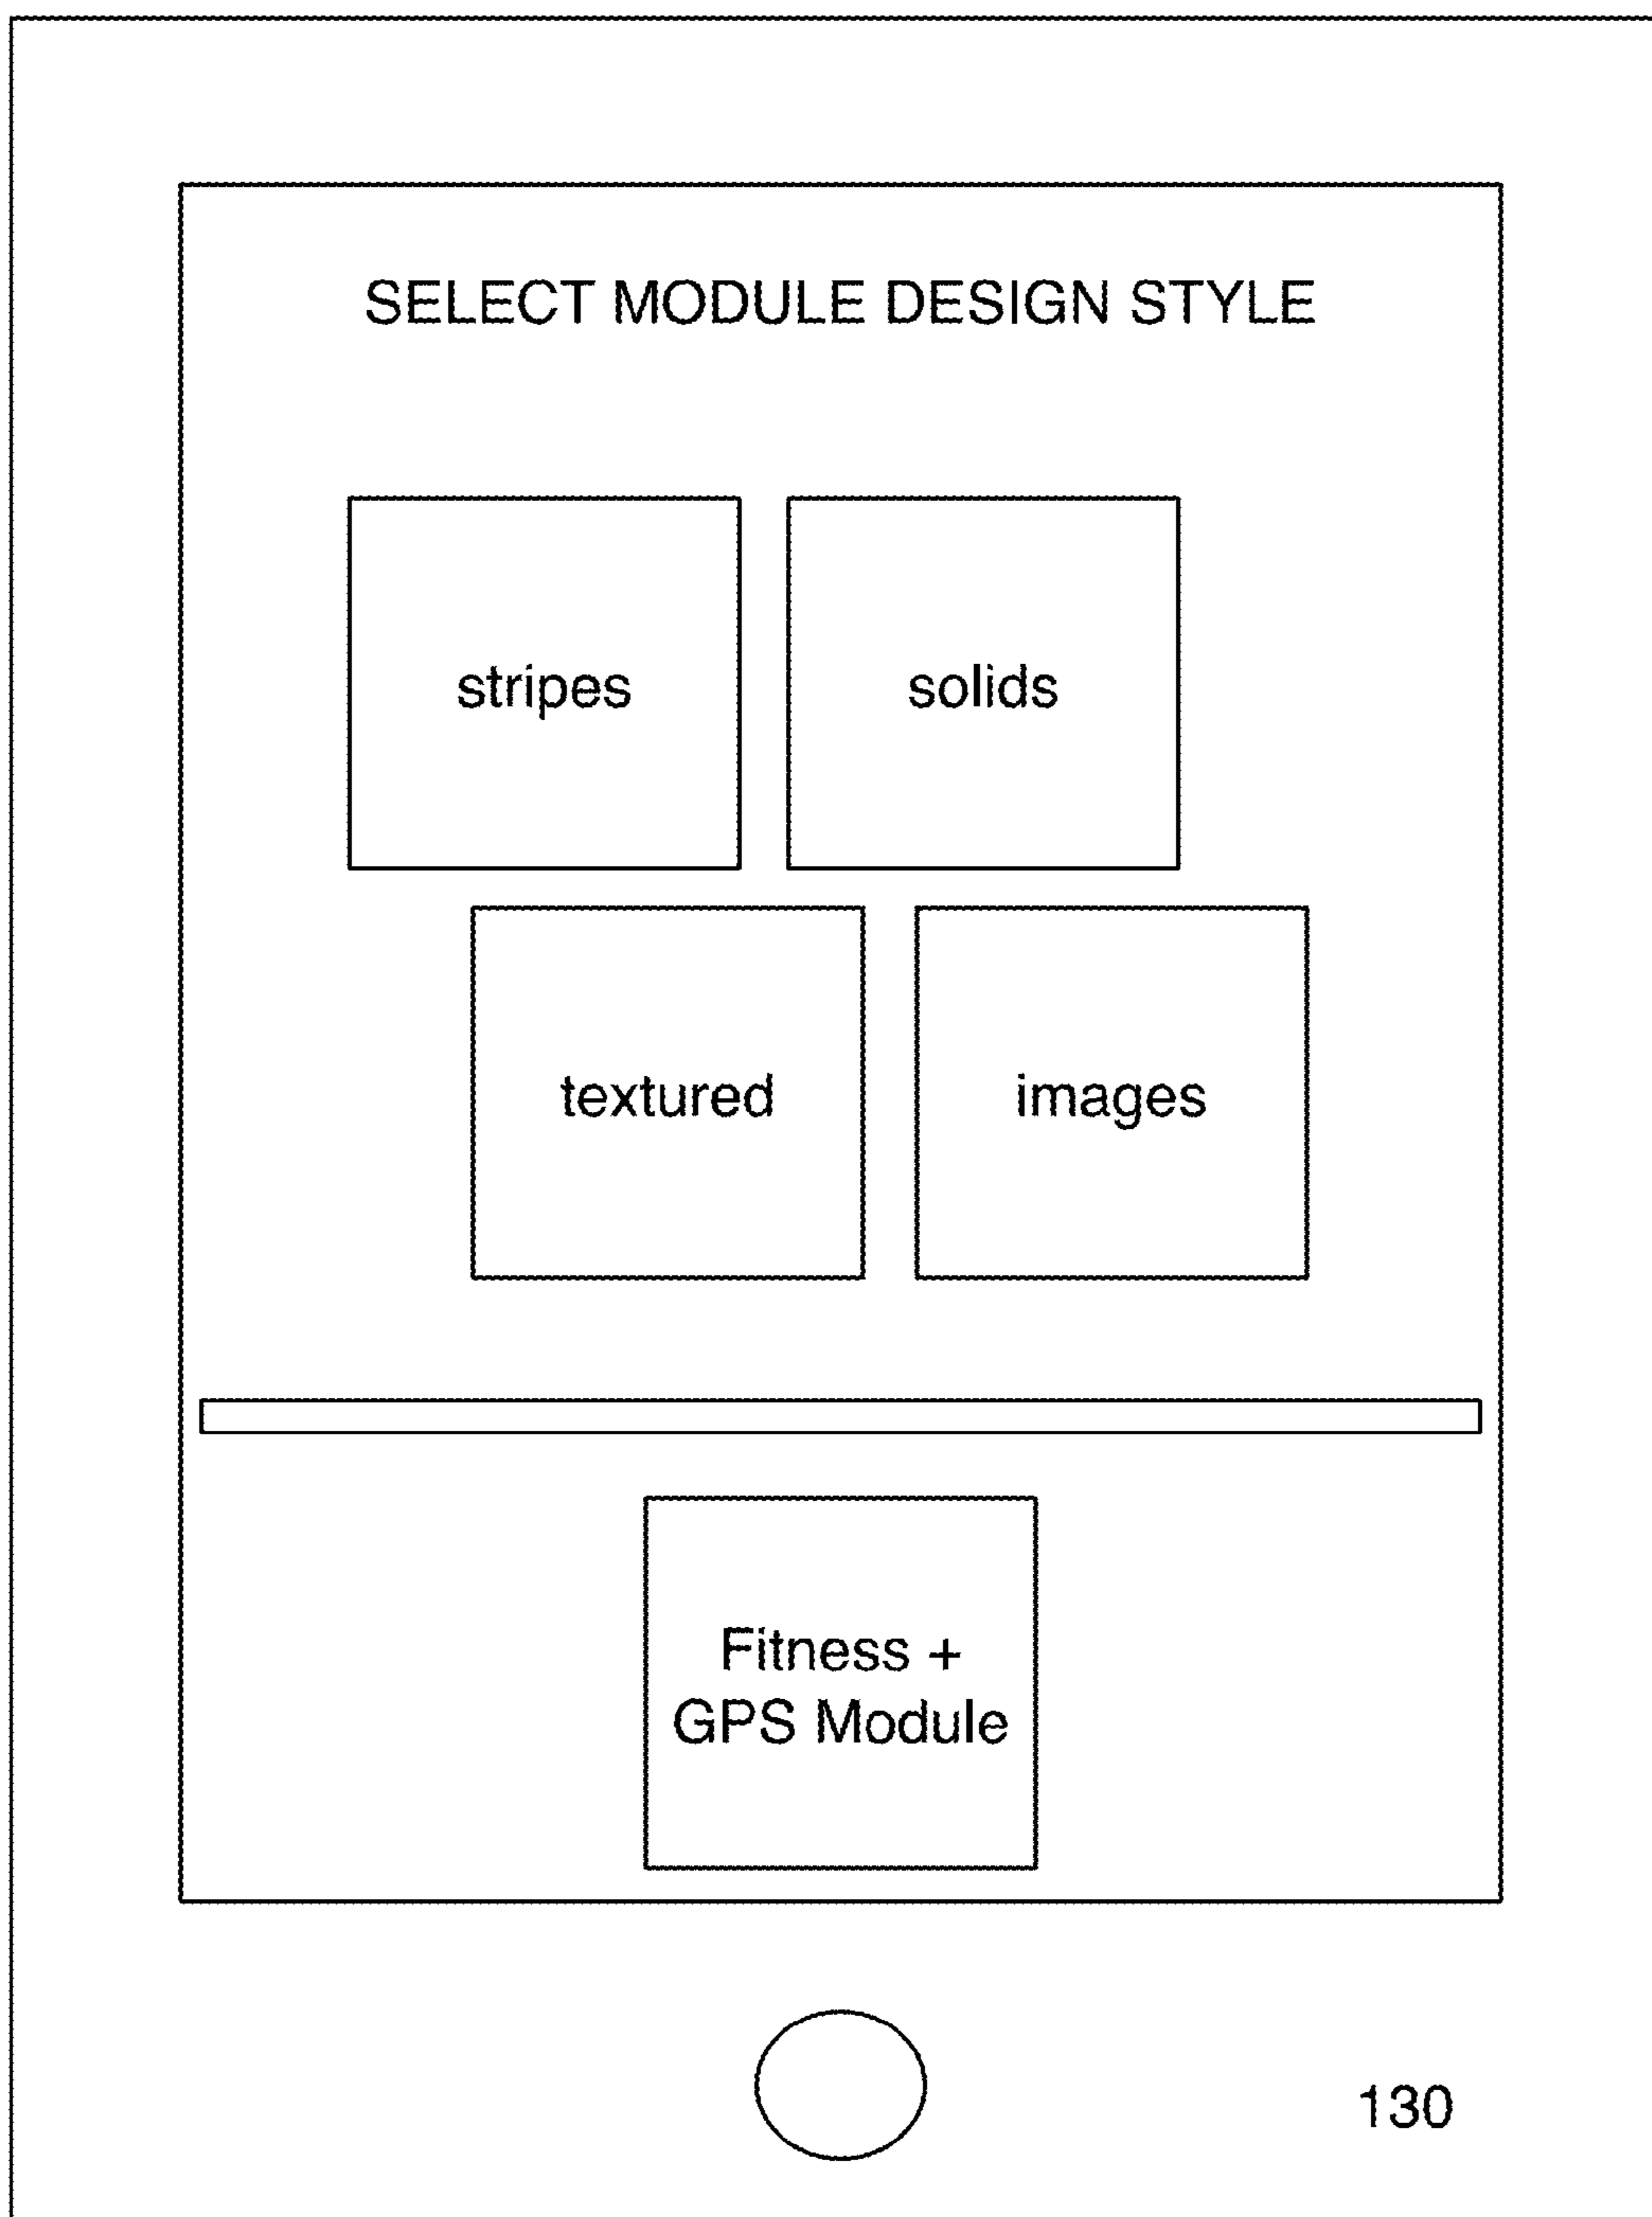 SELECT MODULE DESIGN STYLE
stripes
solids
textured
images
Fitness +
GPS Module
130